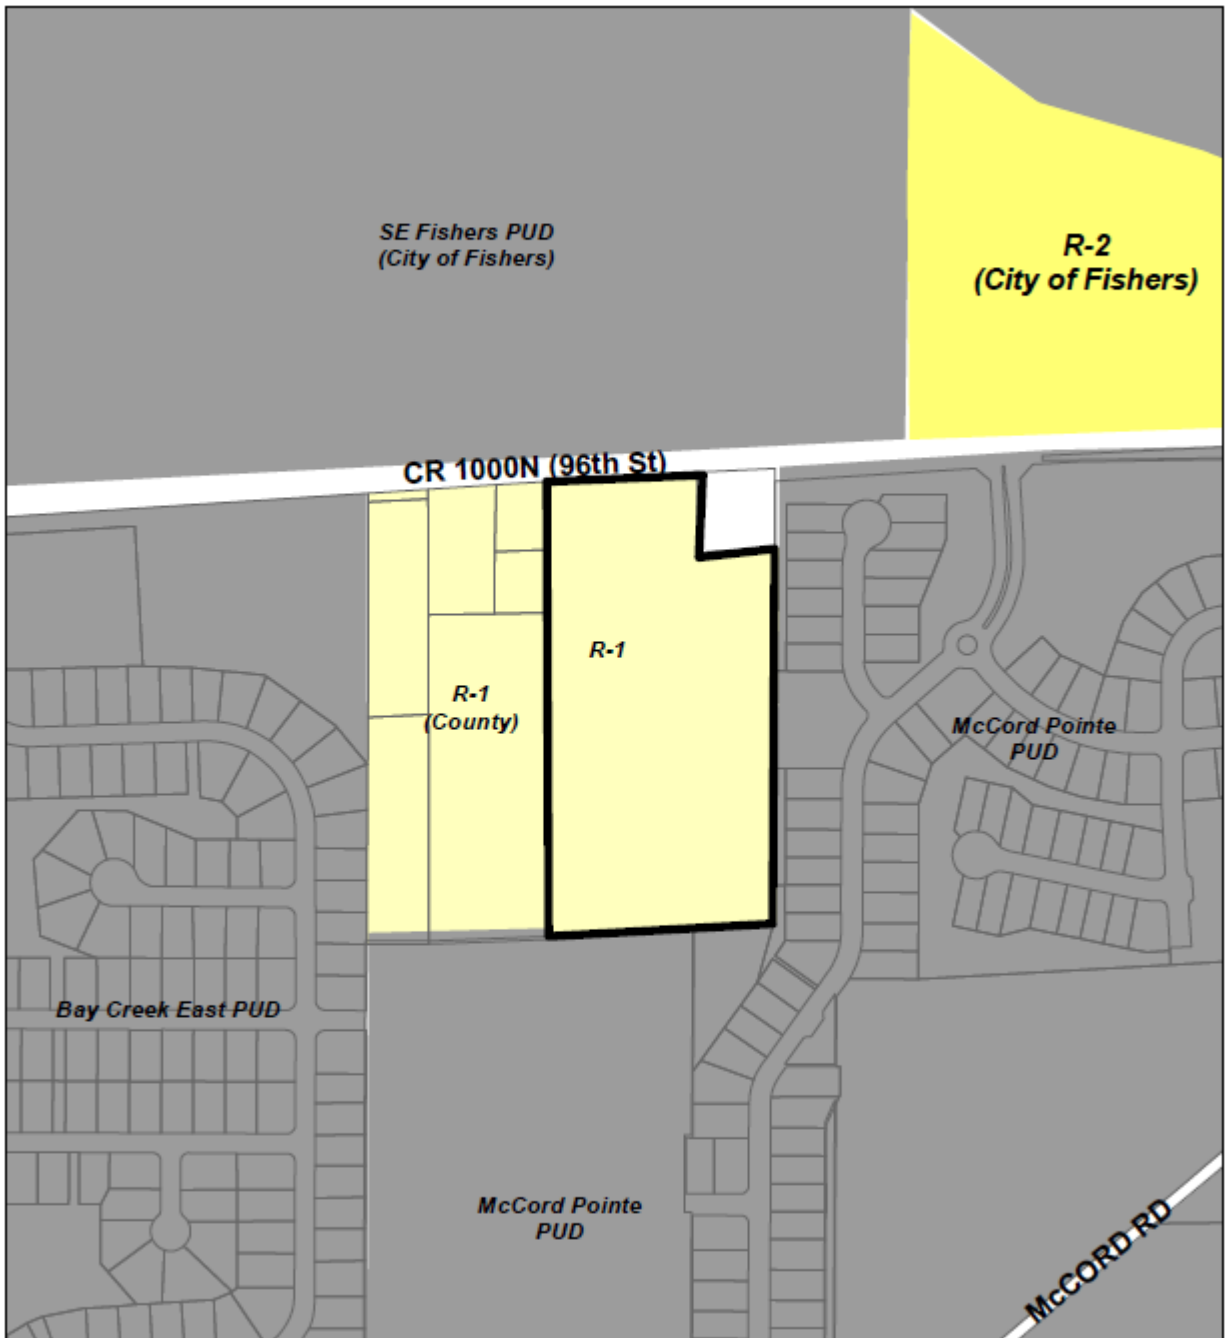 SE Fishers PUD
(City of Fishers)
R-2
(City of Fishers)
CR 1000N (96th St)
R-1
R-1
(County)
McCord Pointe
PUD
Bay Creek East PUD
McCord Pointe
PUD
McCORD RD